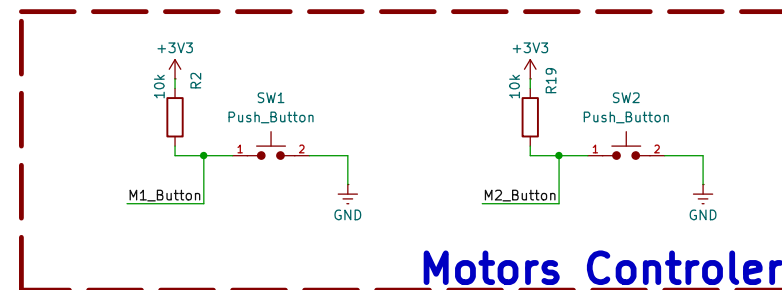 +3V3
10k
R2
SW1
Push_Button
1
2
M1_Button
GND
+3V3
10k
R19
SW2
Push_Button
1
2
M2_Button
GND
Motors Controler